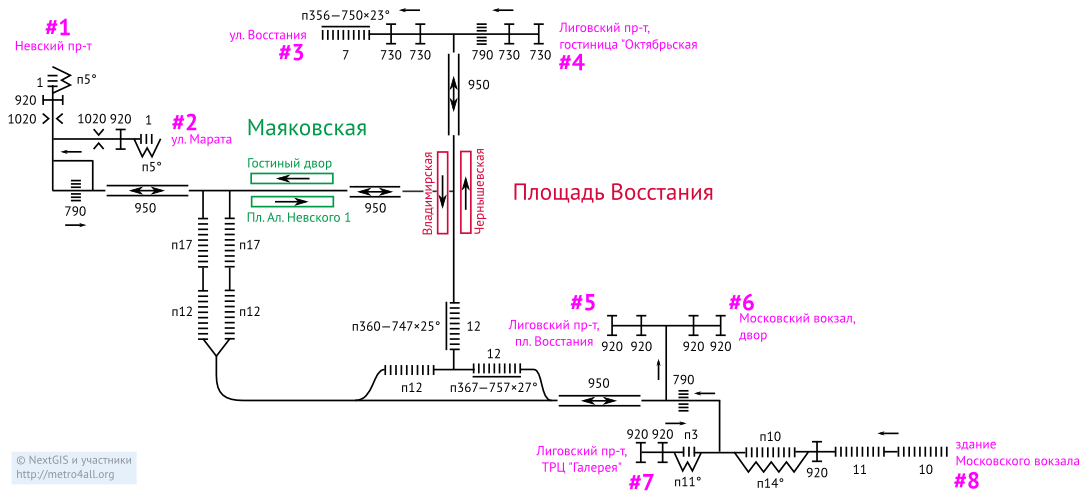 #1
Невский пр-т
1
п5°
920
1020
1020 920 1
#2
ул. Марата
п5°
790
950
п356—750×23°
ул. Восстания
#3
7
730
730
790
730
730
Лиговский пр-т,
гостиница "Октябрьская
#4
950
Маяковская
Гостиный двор
Пл. Ал. Невского 1
950
Владимирская
Чернышевская
Площадь Восстания
п17
п17
п12
п12
п360—747×25°
12
12
п12
п367—757×27°
950
#5
Лиговский пр-т,
пл. Восстания
920
920
920
920
#6
Московский вокзал,
двор
790
920
920
п3
п10
Лиговский пр-т,
ТРЦ "Галерея"
#7
п11°
п14°
920
11
10
здание
Московского вокзала
#8
© NextGIS и участники
http://metro4all.org